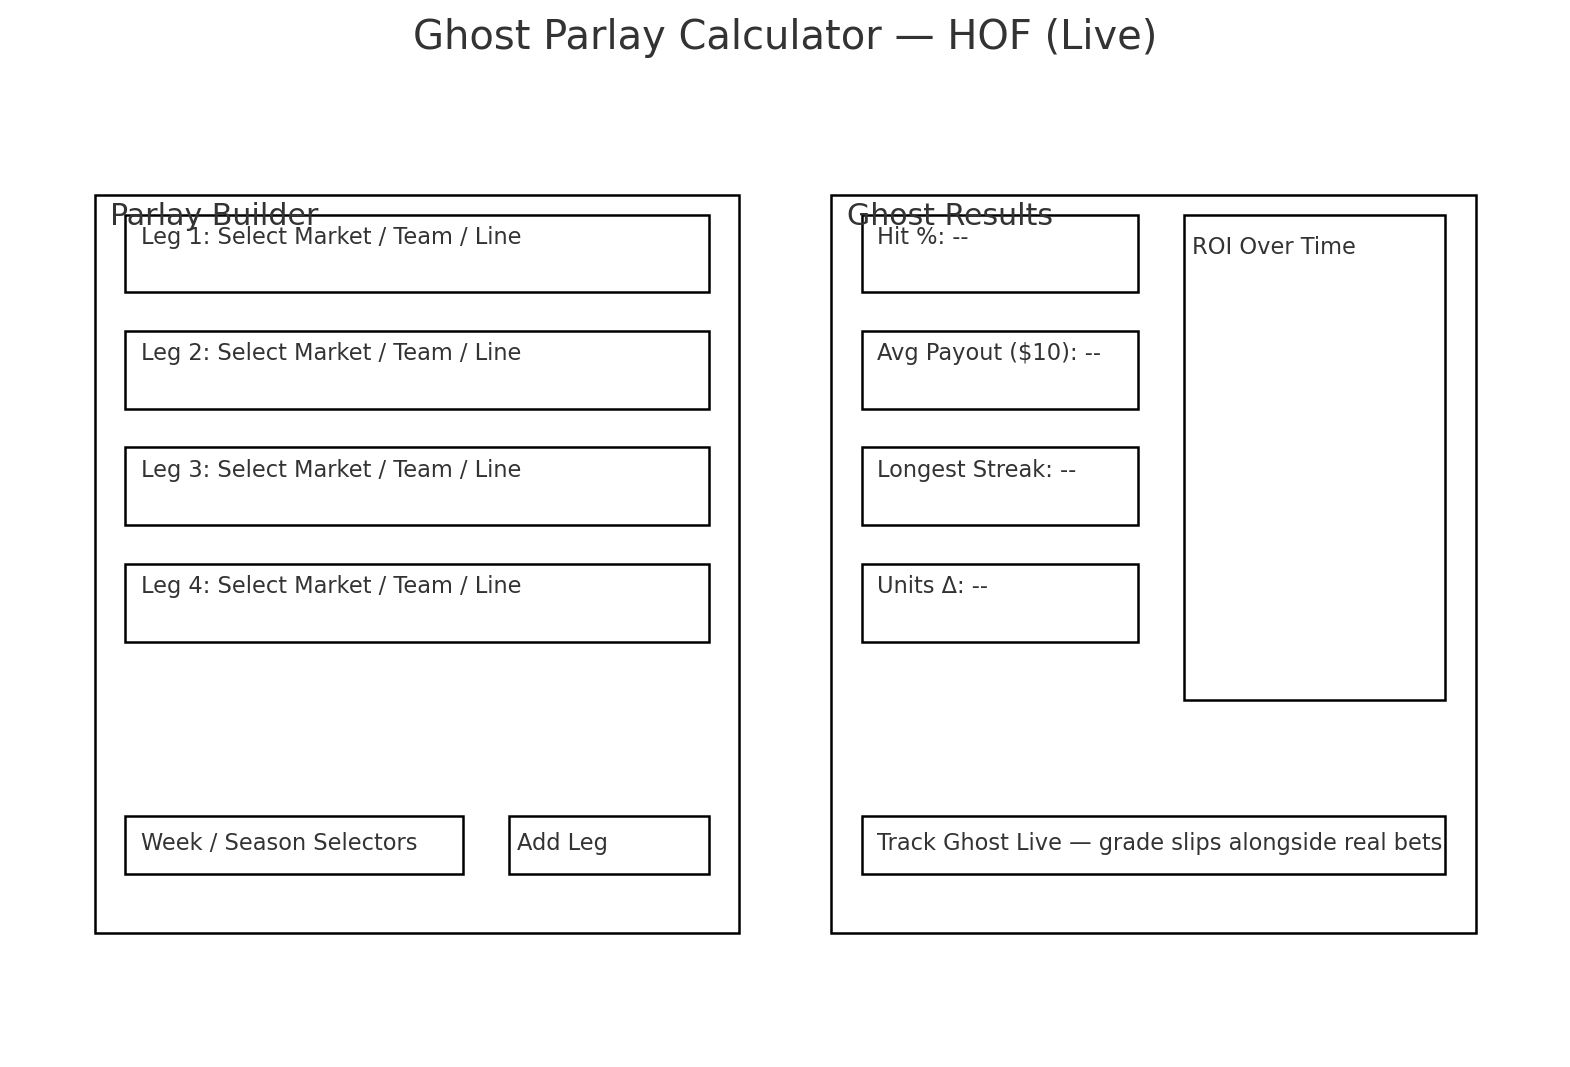 Ghost Parlay Calculator — HOF (Live)
Parlay Builder
Leg 1: Select Market / Team / Line
Leg 2: Select Market / Team / Line
Leg 3: Select Market / Team / Line
Leg 4: Select Market / Team / Line
Week / Season Selectors
Add Leg
Ghost Results
Hit %: --
Avg Payout ($10): --
Longest Streak: --
Units Δ: --
ROI Over Time
Track Ghost Live — grade slips alongside real bets